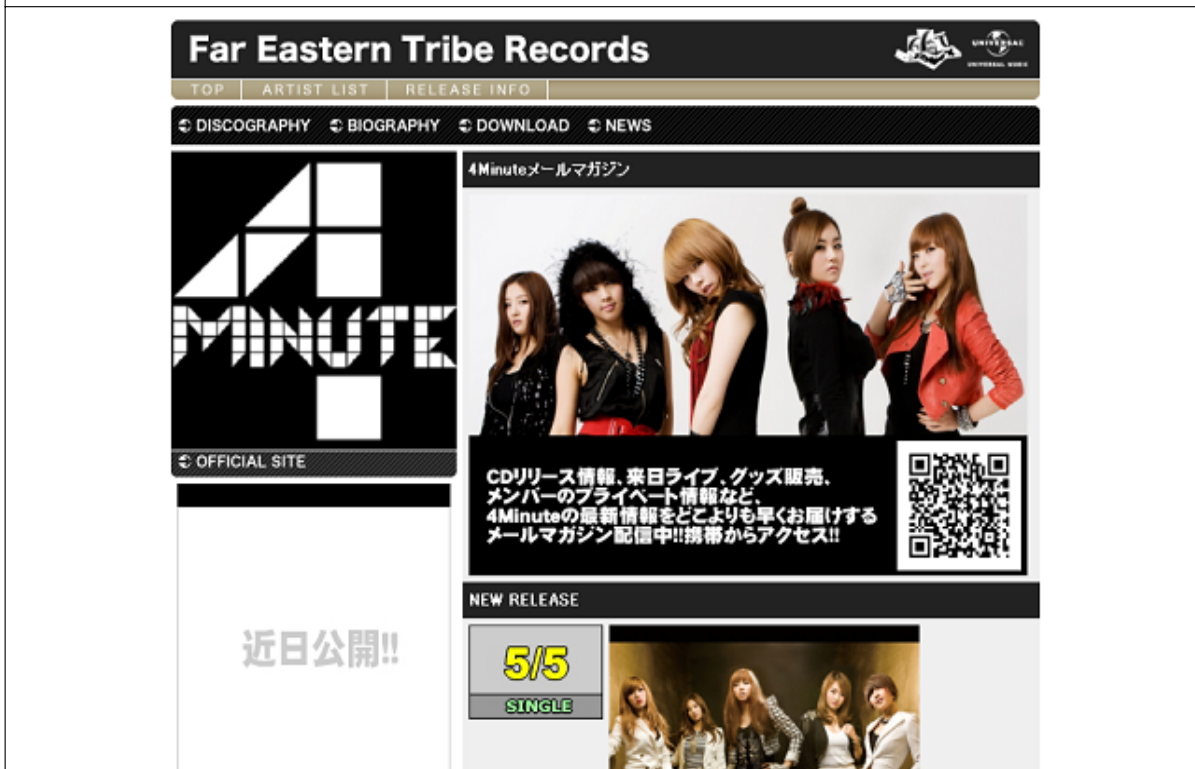 Far Eastern Tribe Records
UNIVERSAL
UNIVERSAL MUSIC
TOP
ARTIST LIST
RELEASE INFO
DISCOGRAPHY
BIOGRAPHY
DOWNLOAD
NEWS
4
MINUTE
OFFICIAL SITE
近日公開!!
4Minuteメールマガジン
CDリリース情報、来日ライブ、グッズ販売、
メンバーのプライベート情報など、
4Minuteの最新情報をどこよりも早くお届けする
メールマガジン配信中!!携帯からアクセス!!
NEW RELEASE
5/5
SINGLE